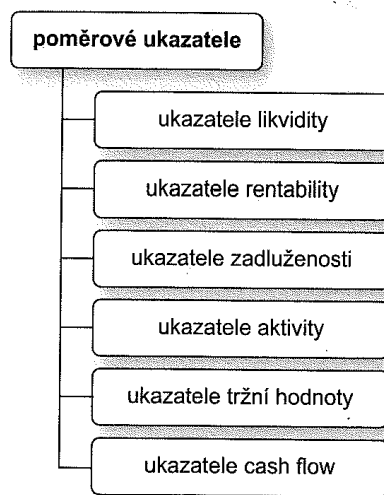 poměrové ukazatele
ukazatele likvidity
ukazatele rentability
ukazatele zadluženosti
ukazatele aktivity
ukazatele tržní hodnoty
ukazatele cash flow